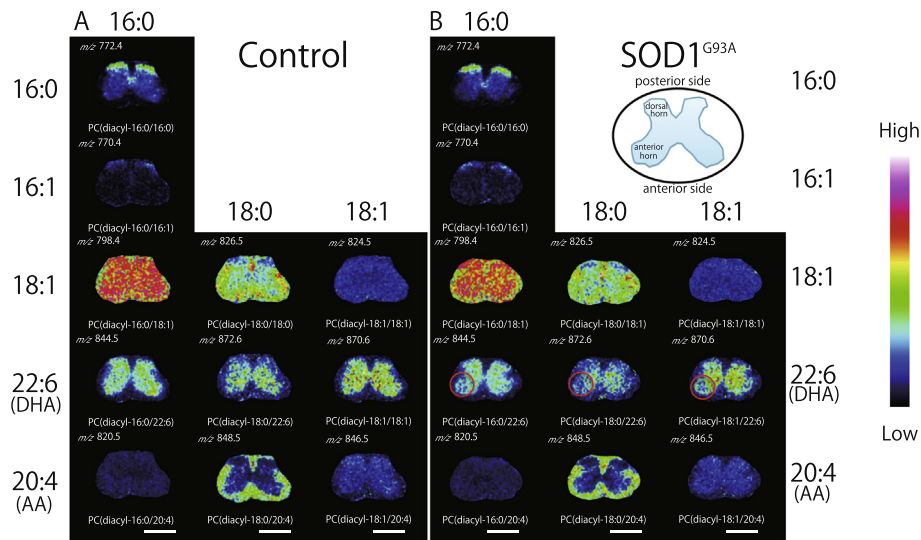 A 16:0
Control
m/z 772.4
16:0
PC(diacyl-16:0/16:0)
m/z 770.4
16:1
PC(diacyl-16:0/16:1)
18:0 18:1
m/z 798.4 m/z 826.5 m/z 824.5
18:1
PC(diacyl-16:0/18:1) PC(diacyl-18:0/18:0) PC(diacyl-18:1/18:1)
m/z 844.5 m/z 872.6 m/z 870.6
22:6
(DHA)
PC(diacyl-16:0/22:6) PC(diacyl-18:0/22:6) PC(diacyl-18:1/18:1)
m/z 820.5 m/z 848.5 m/z 846.5
20:4
(AA)
PC(diacyl-16:0/20:4) PC(diacyl-18:0/20:4) PC(diacyl-18:1/20:4)
B 16:0
SOD1G93A
m/z 772.4
posterior side
dorsal
horn
anterior
horn
anterior side
16:0
PC(diacyl-16:0/16:0)
m/z 770.4
16:1
PC(diacyl-16:0/16:1)
18:0 18:1
m/z 798.4 m/z 826.5 m/z 824.5
18:1
PC(diacyl-16:0/18:1) PC(diacyl-18:0/18:1) PC(diacyl-18:1/18:1)
m/z 844.5 m/z 872.6 m/z 870.6
22:6
(DHA)
PC(diacyl-16:0/22:6) PC(diacyl-18:0/22:6) PC(diacyl-18:1/22:6)
m/z 820.5 m/z 848.5 m/z 846.5
20:4
(AA)
PC(diacyl-16:0/20:4) PC(diacyl-18:0/20:4) PC(diacyl-18:1/20:4)
High
Low